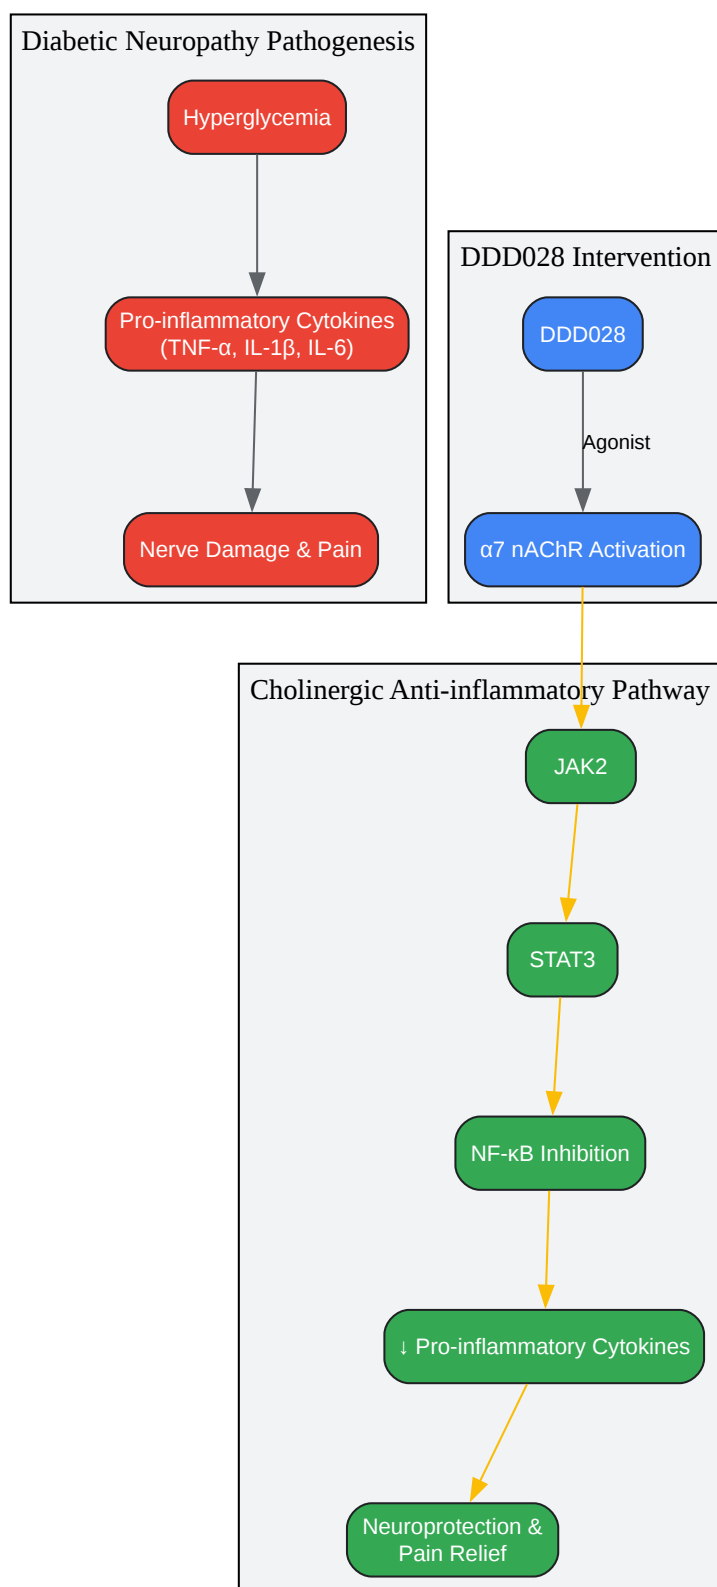 Diabetic Neuropathy Pathogenesis
Hyperglycemia
Pro-inflammatory Cytokines
(TNF-α, IL-1β, IL-6)
Nerve Damage & Pain
DDD028 Intervention
DDD028
Agonist
α7 nAChR Activation
Cholinergic Anti-inflammatory Pathway
JAK2
STAT3
NF-κB Inhibition
↓ Pro-inflammatory Cytokines
Neuroprotection &
Pain Relief